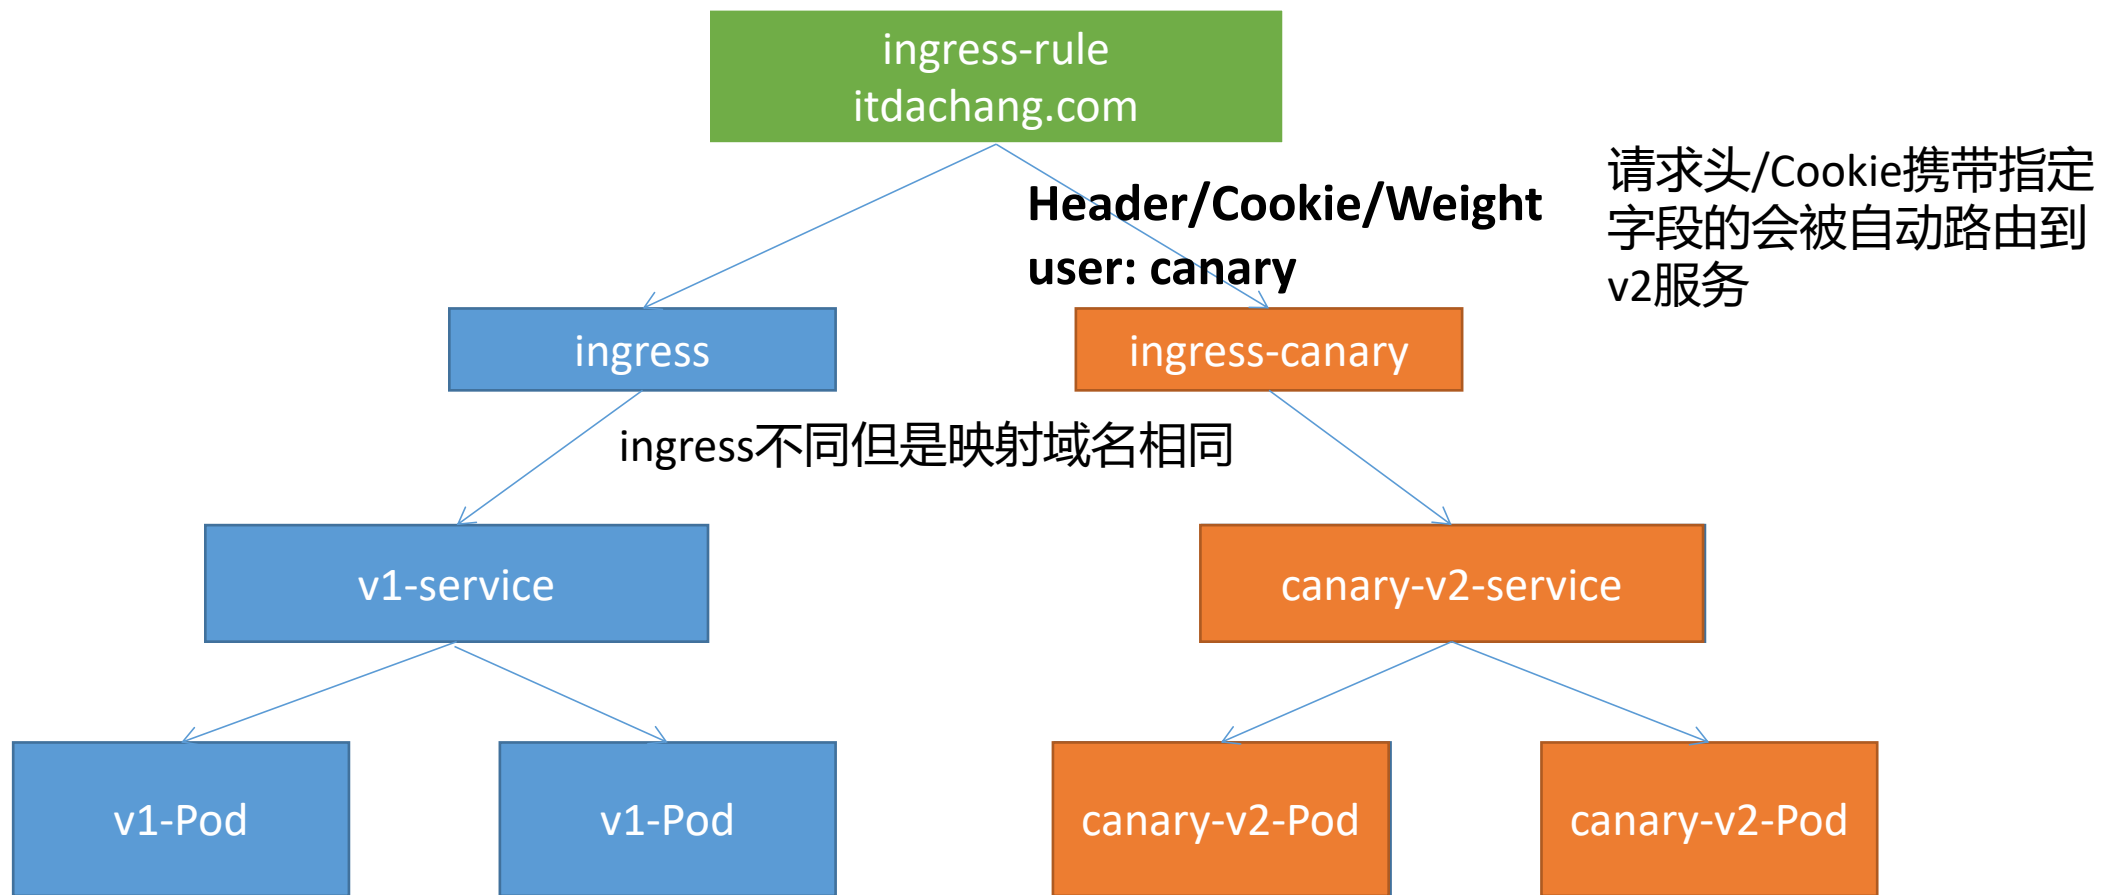 ingress-rule
itdachang.com
请求头/Cookie携带指定
字段的会被自动路由到
v2服务
Header/Cookie/Weight
user: canary
ingress
ingress-canary
ingress不同但是映射域名相同
v1-service
canary-v2-service
v1-Pod
v1-Pod
canary-v2-Pod
canary-v2-Pod